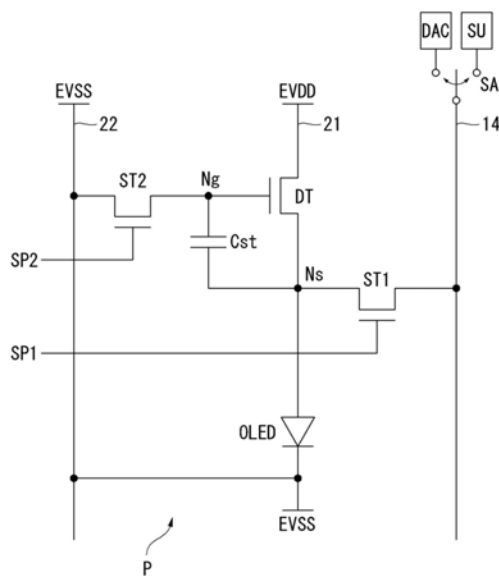 DAC SU
SA
EVSS EVDD
22 21 14
ST2 Ng DT
Cst
SP2
Ns ST1
SP1
OLED
EVSS
P